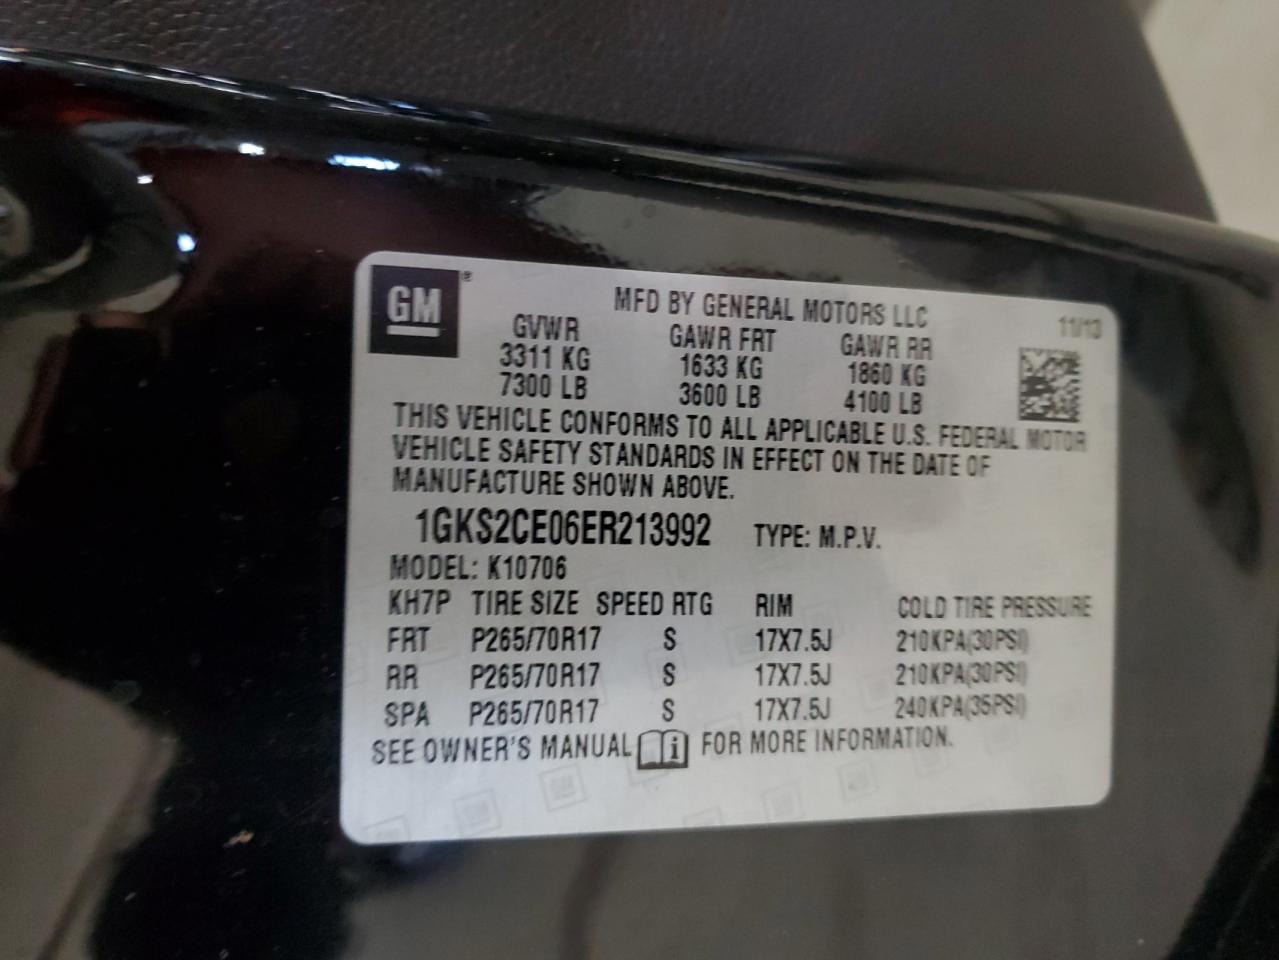 GM ®
MFD BY GENERAL MOTORS LLC
11/13
GVWR GAWR FRT GAWR RR
3311 KG 1633 KG 1860 KG
7300 LB 3600 LB 4100 LB
THIS VEHICLE CONFORMS TO ALL APPLICABLE U.S. FEDERAL MOTOR
VEHICLE SAFETY STANDARDS IN EFFECT ON THE DATE OF
MANUFACTURE SHOWN ABOVE.
1GKS2CE06ER213992 TYPE: M.P.V.
MODEL: K10706
KH7P TIRE SIZE SPEED RTG RIM COLD TIRE PRESSURE
FRT P265/70R17 S 17X7.5J 210KPA(30PSI)
RR P265/70R17 S 17X7.5J 210KPA(30PSI)
SPA P265/70R17 S 17X7.5J 240KPA(35PSI)
SEE OWNER'S MANUAL i FOR MORE INFORMATION.